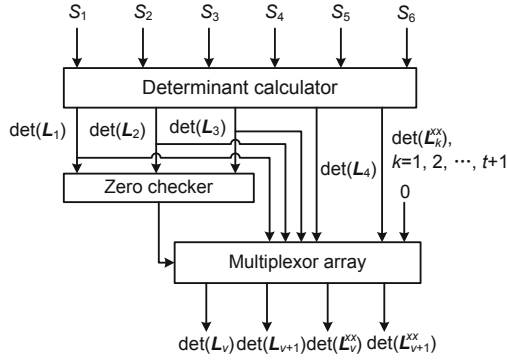 S₁ S₂ S₃ S₄ S₅ S₆
Determinant calculator
det(L₁) det(L₂) det(L₃) det(L₄) det(Lₖˣˣ),
k=1, 2, ⋯, t+1
0
Zero checker
Multiplexor array
det(Lᵥ) det(Lᵥ₊₁) det(Lᵥˣˣ) det(Lᵥ₊₁ˣˣ)